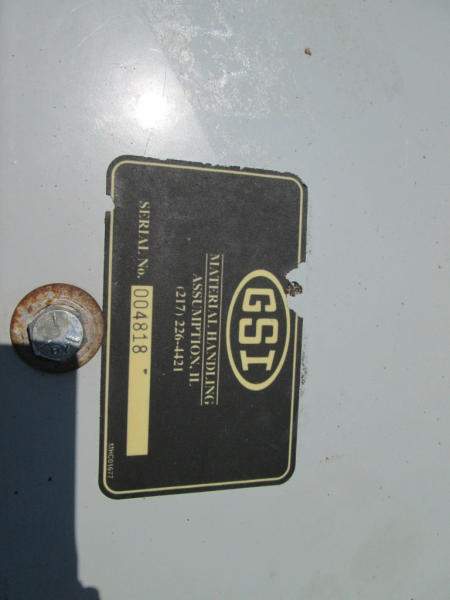 GSI
MATERIAL HANDLING
ASSUMPTION, IL.
(217) 226-4421
SERIAL No. 004818